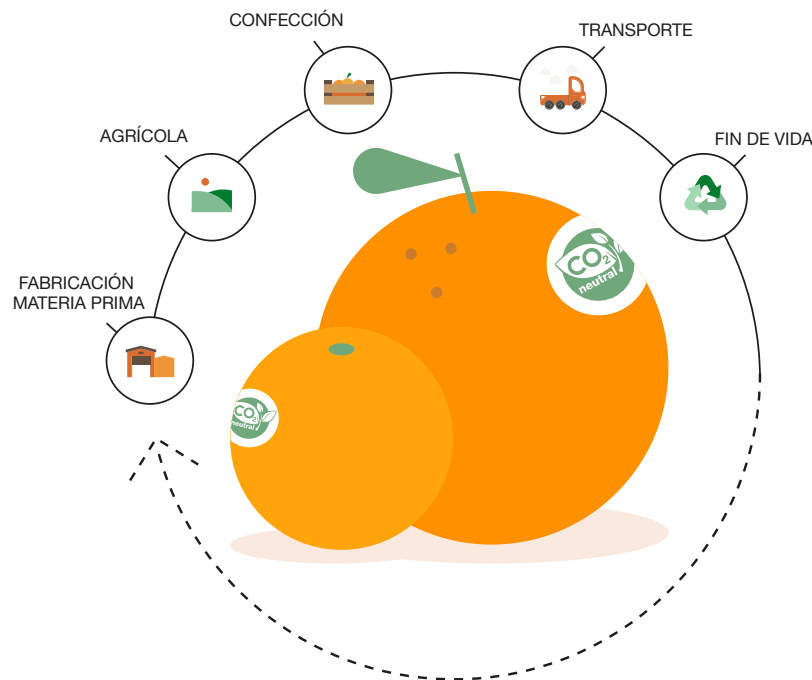 CONFECCIÓN
TRANSPORTE
AGRÍCOLA
FIN DE VIDA
FABRICACIÓN
MATERIA PRIMA
CO2
neutral
CO2
neutral